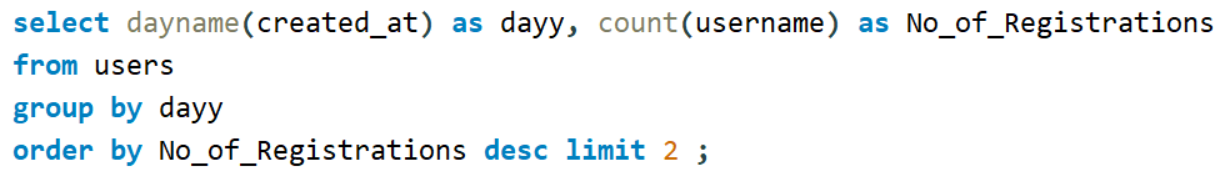 select dayname(created_at) as dayy, count(username) as No_of_Registrations
from users
group by dayy
order by No_of_Registrations desc limit 2 ;